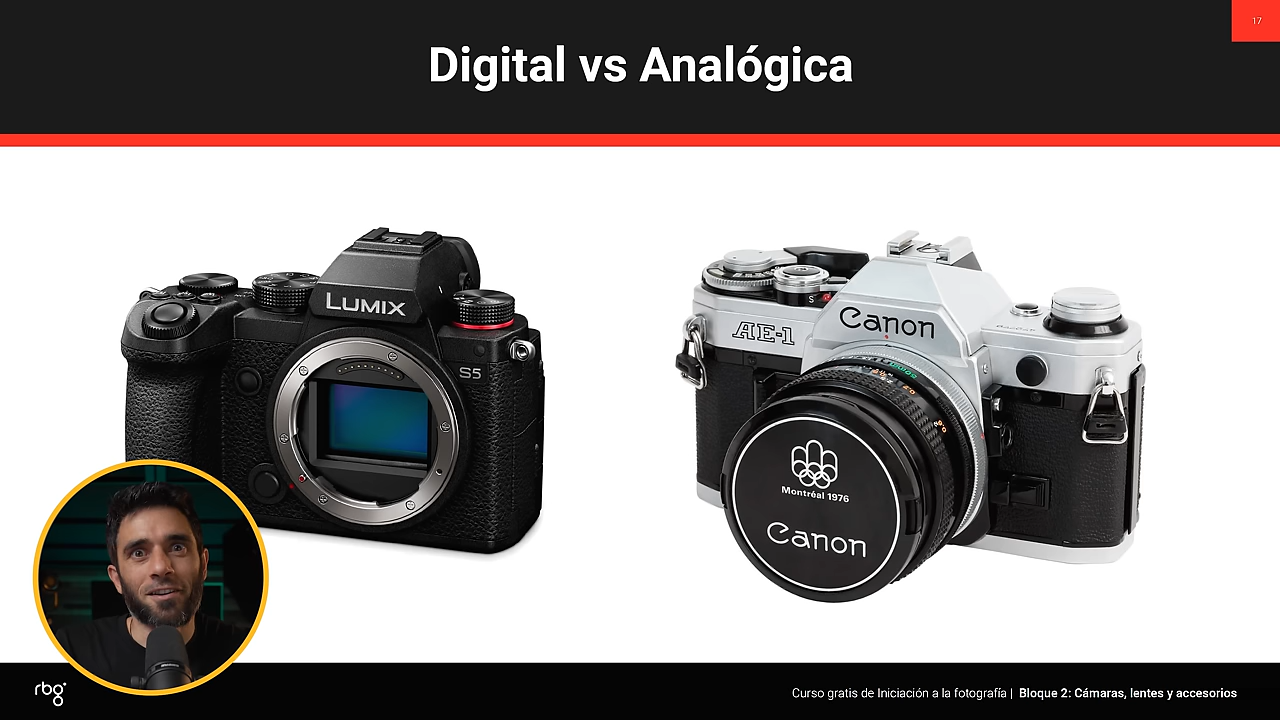 17
Digital vs Analógica
LUMIX
S5
AE-1
Canon
S
Montréal 1976
Canon
rbg
Curso gratis de Iniciación a la fotografía | Bloque 2: Cámaras, lentes y accesorios